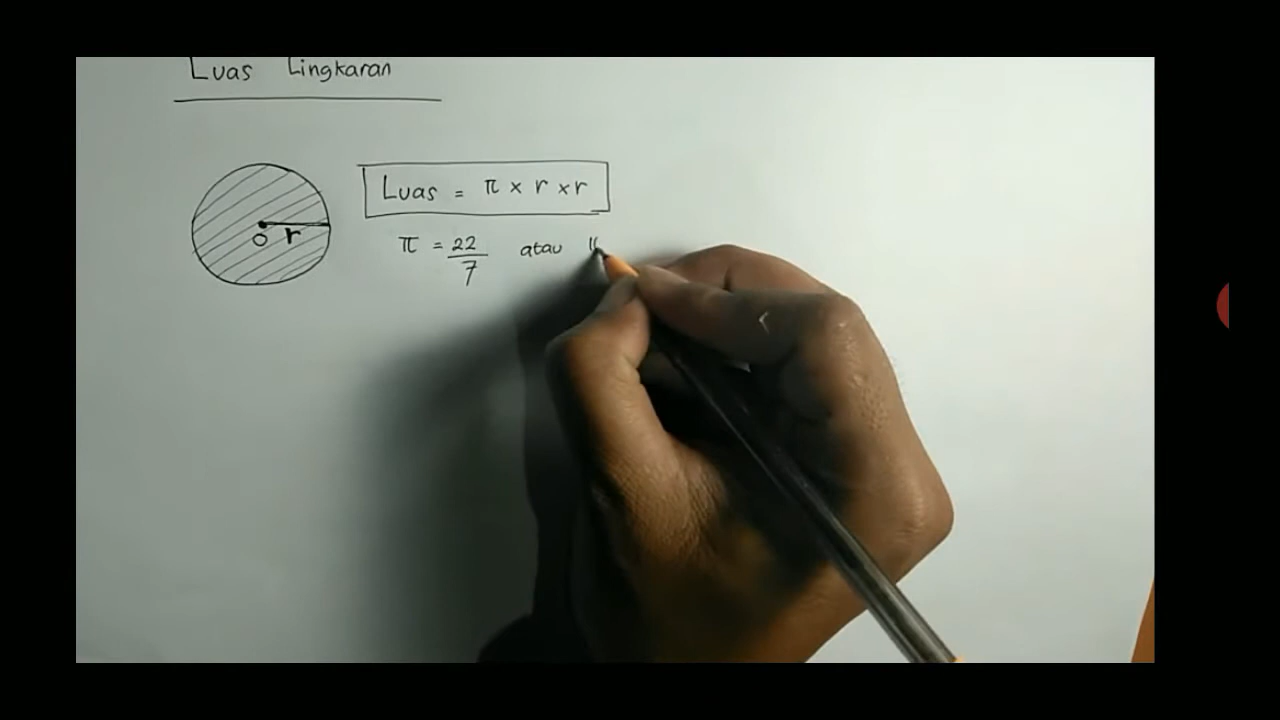 Luas Lingkaran
Luas = π × r × r
O r
π = 22/7 atau